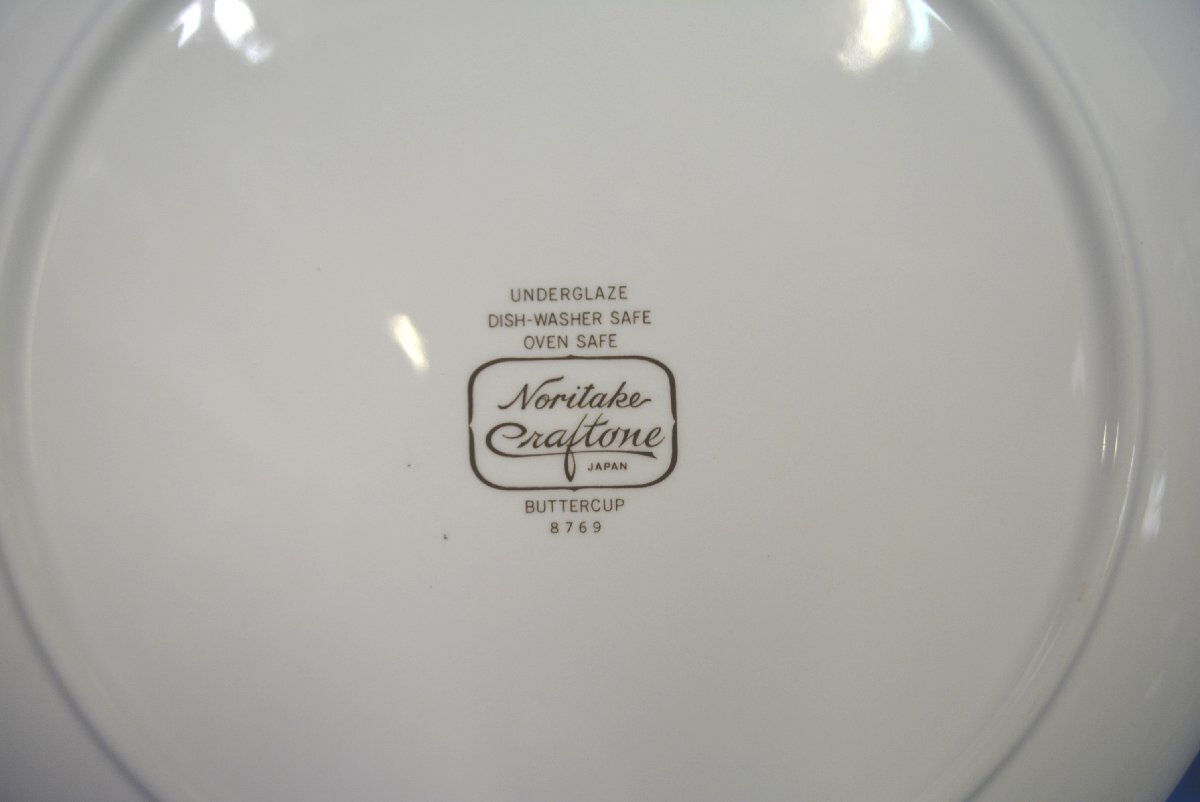 UNDERGLAZE
DISH-WASHER SAFE
OVEN SAFE
Noritake
Craftone
JAPAN
BUTTERCUP
8769